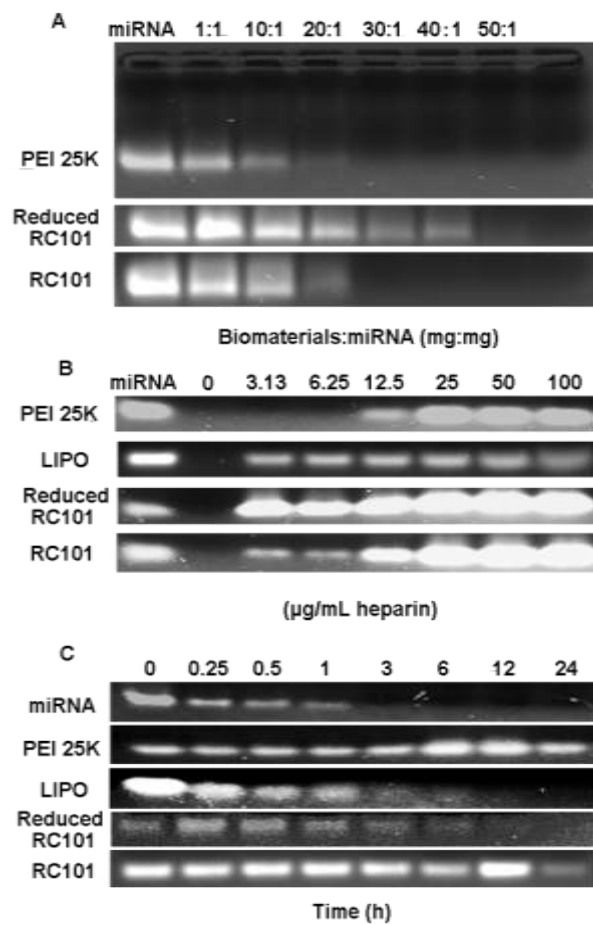 A
miRNA 1:1 10:1 20:1 30:1 40:1 50:1
PEI 25K
Reduced
RC101
RC101
Biomaterials:miRNA (mg:mg)
B
miRNA 0 3.13 6.25 12.5 25 50 100
PEI 25K
LIPO
Reduced
RC101
RC101
(µg/mL heparin)
C
0 0.25 0.5 1 3 6 12 24
miRNA
PEI 25K
LIPO
Reduced
RC101
RC101
Time (h)